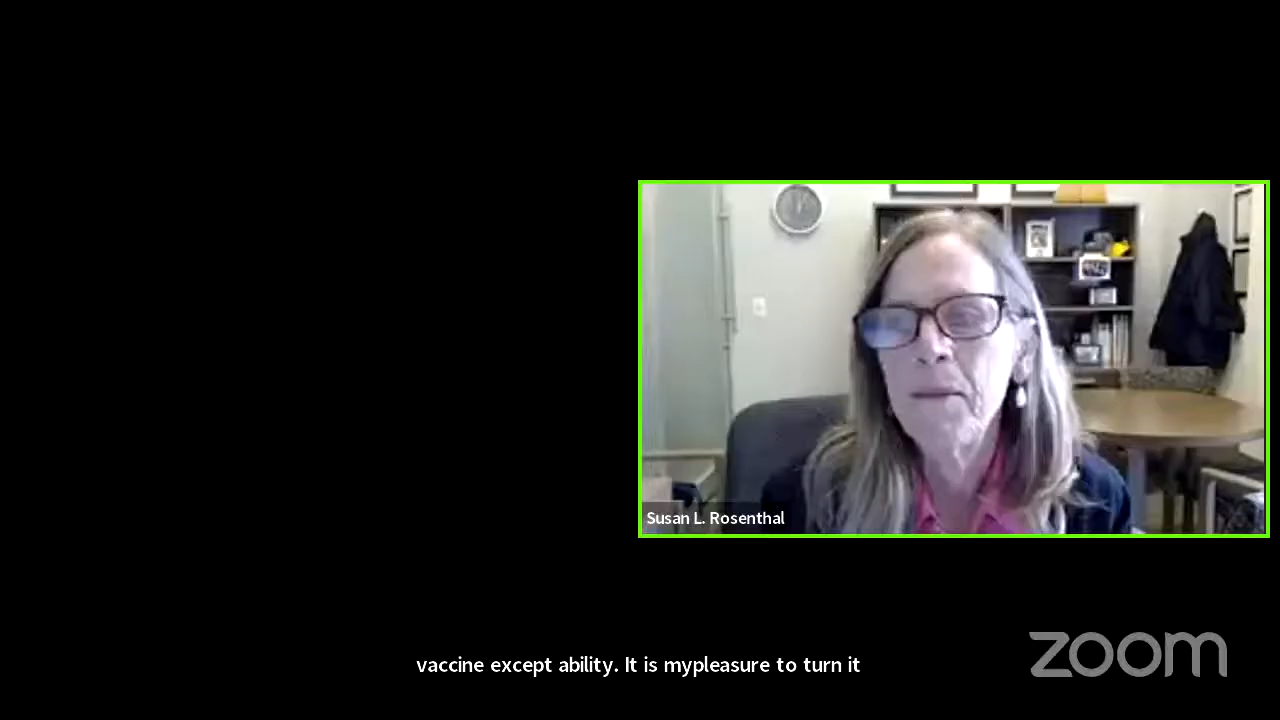 Susan L. Rosenthal
vaccine except ability. It is mypleasure to turn it
zoom